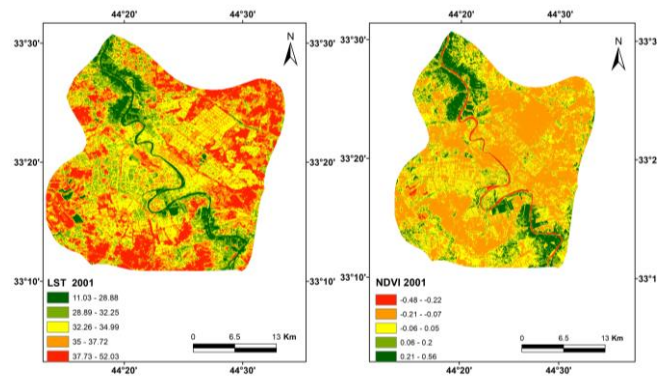 44°20'
44°30'
33°30'
33°20'
33°10'
N
LST 2001
11.03 - 28.88
28.89 - 32.25
32.26 - 34.99
35 - 37.72
37.73 - 52.03
0 6.5 13 Km
44°20'
44°30'
44°20'
44°30'
33°30'
33°20'
33°10'
33°3
33°2
33°1
N
NDVI 2001
-0.48 - -0.22
-0.21 - -0.07
-0.06 - 0.05
0.06 - 0.2
0.21 - 0.56
0 6.5 13 Km
44°20'
44°30'